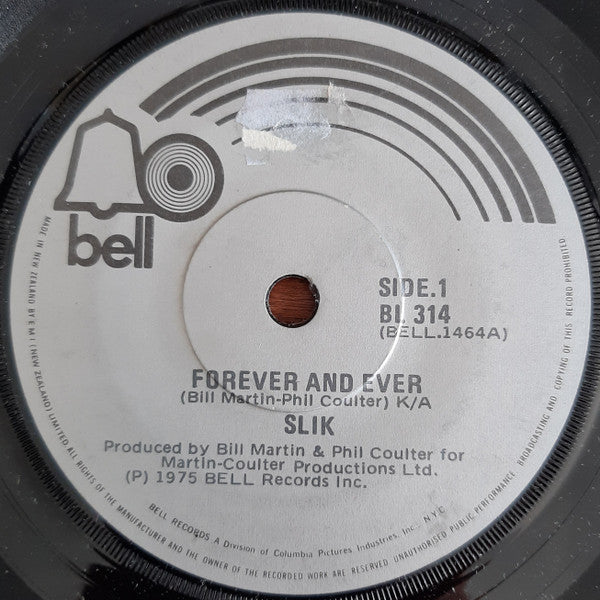 bell
SIDE.1
BL 314
(BELL.1464A)
FOREVER AND EVER
(Bill Martin-Phil Coulter) K/A
SLIK
Produced by Bill Martin & Phil Coulter for
Martin-Coulter Productions Ltd.
(P) 1975 BELL Records Inc.
BELL RECORDS A Division of Columbia Pictures Industries, Inc., N.Y.C
MADE IN NEW ZEALAND BY E M I (NEW ZEALAND) LIMITED. ALL RIGHTS OF THE MANUFACTURER AND THE OWNER OF THE RECORDED WORK ARE RESERVED UNAUTHORISED PUBLIC PERFORMANCE, BROADCASTING AND COPYING OF THIS RECORD PROHIBITED.